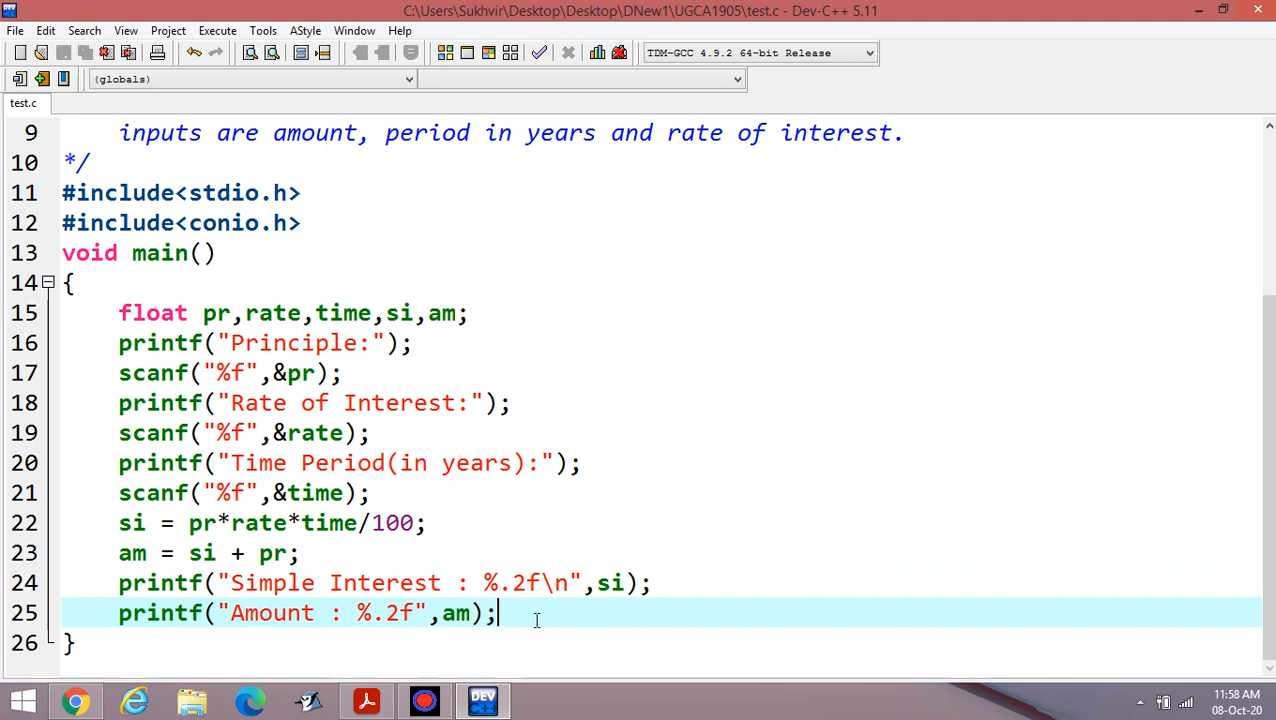 C:\Users\Sukhvir\Desktop\Desktop\DNew1\UGCA1905\test.c - Dev-C++ 5.11
File Edit Search View Project Execute Tools AStyle Window Help
TDM-GCC 4.9.2 64-bit Release
(globals)
test.c
9 inputs are amount, period in years and rate of interest.
10 */
11 #include<stdio.h>
12 #include<conio.h>
13 void main()
14 {
15 float pr,rate,time,si,am;
16 printf("Principle:");
17 scanf("%f",&pr);
18 printf("Rate of Interest:");
19 scanf("%f",&rate);
20 printf("Time Period(in years):");
21 scanf("%f",&time);
22 si = pr*rate*time/100;
23 am = si + pr;
24 printf("Simple Interest : %.2f\n",si);
25 printf("Amount : %.2f",am);
26 }
DEV
11:58 AM
08-Oct-20